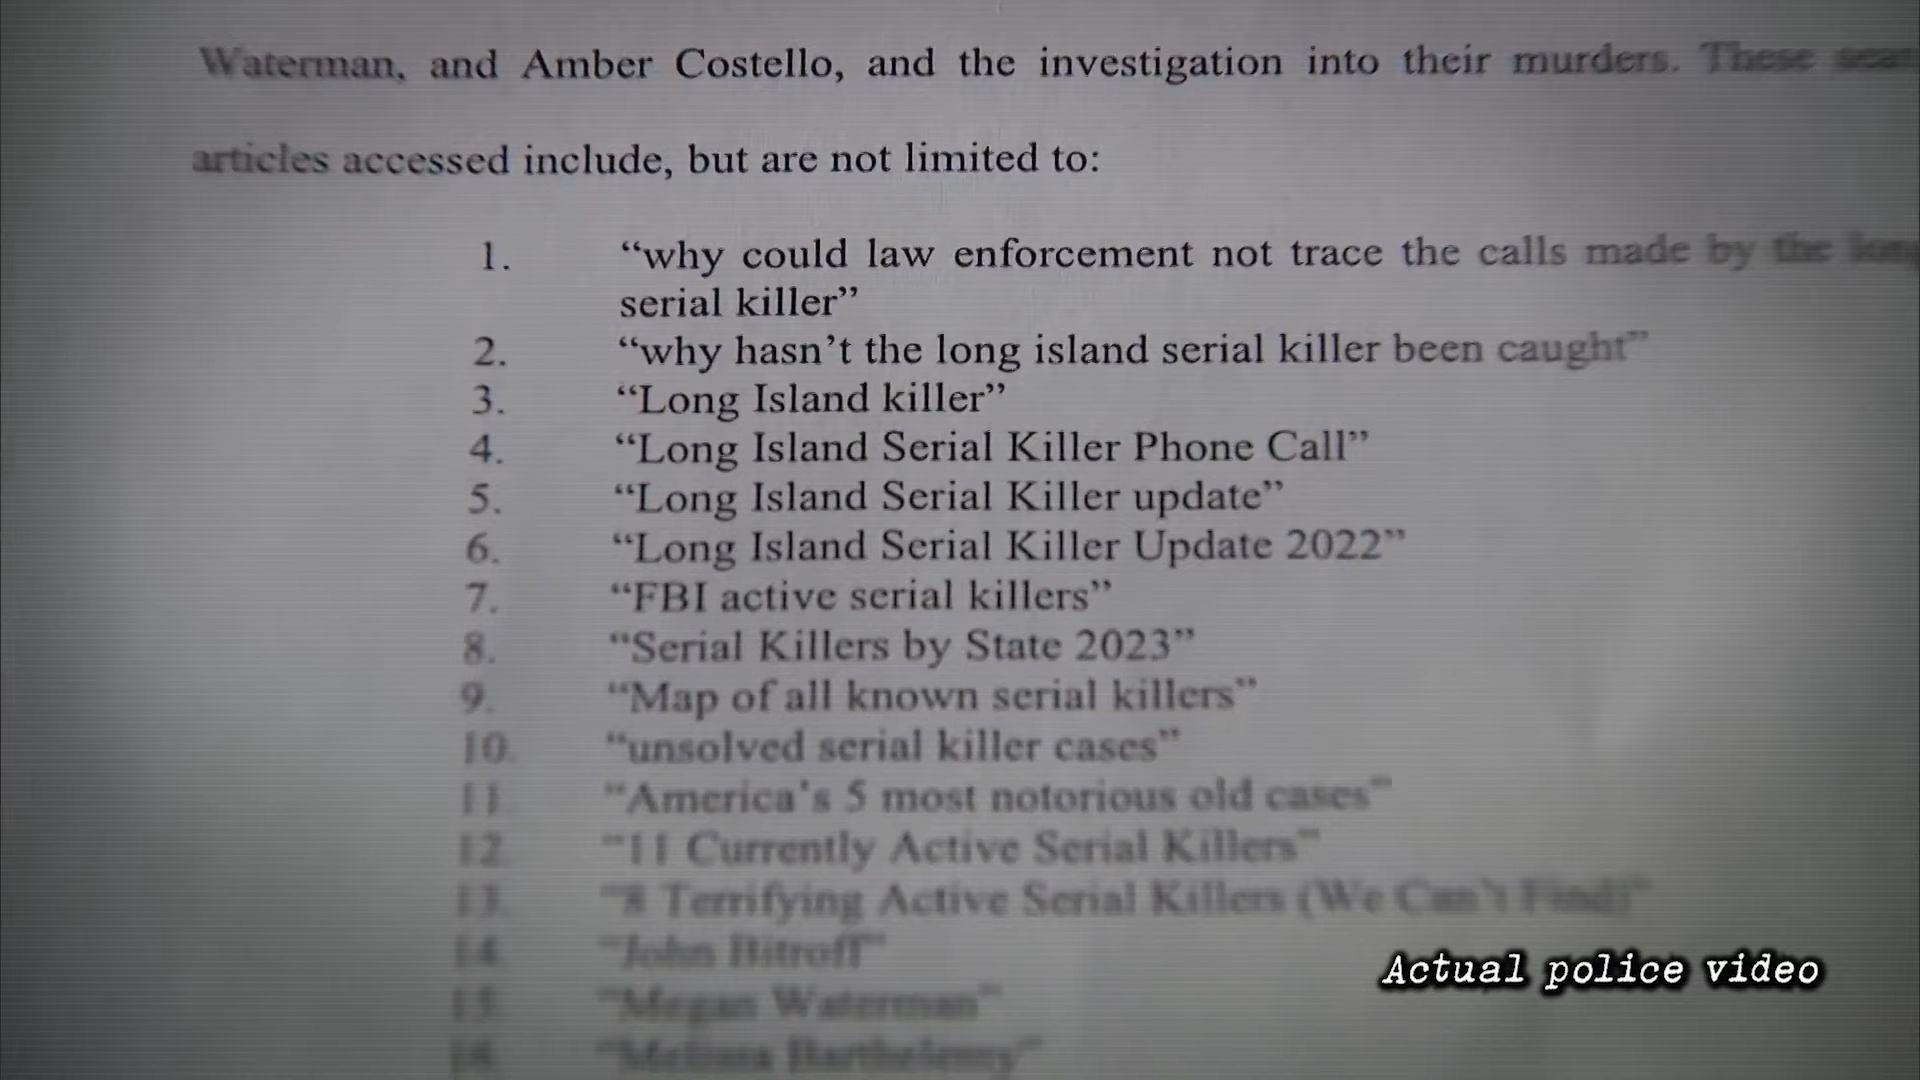 Waterman, and Amber Costello, and the investigation into their murders. These
articles accessed include, but are not limited to:
1. “why could law enforcement not trace the calls made by the
serial killer”
2. “why hasn’t the long island serial killer been caught”
3. “Long Island killer”
4. “Long Island Serial Killer Phone Call”
5. “Long Island Serial Killer update”
6. “Long Island Serial Killer Update 2022”
7. “FBI active serial killers”
8. “Serial Killers by State 2023”
9. “Map of all known serial killers”
10. “unsolved serial killer cases”
11. “America’s 5 most notorious old cases”
12. “11 Currently Active Serial Killers”
13. “8 Terrifying Active Serial Killers (We Can’t Find)”
14. “John Bitroff”
Actual police video
15. “Megan Waterman”
16. “Melissa Barthelemy”